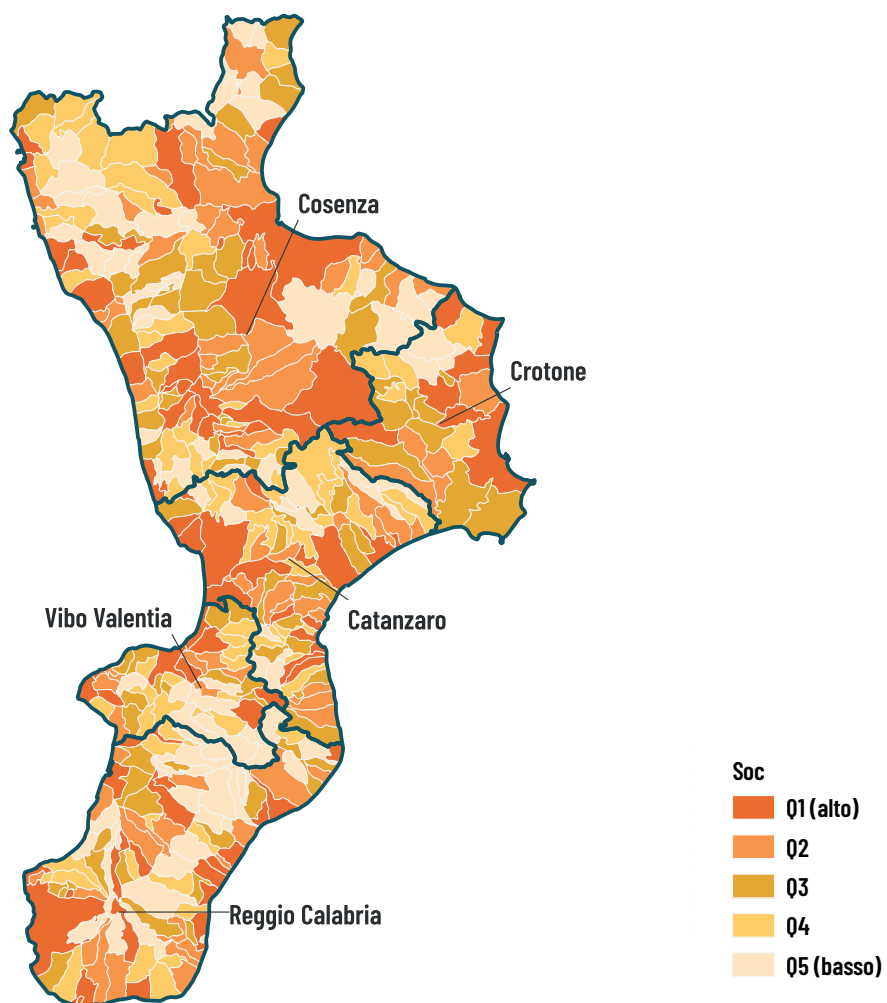 Cosenza
Crotone
Vibo Valentia
Catanzaro
Reggio Calabria
Soc
Q1 (alto)
Q2
Q3
Q4
Q5 (basso)